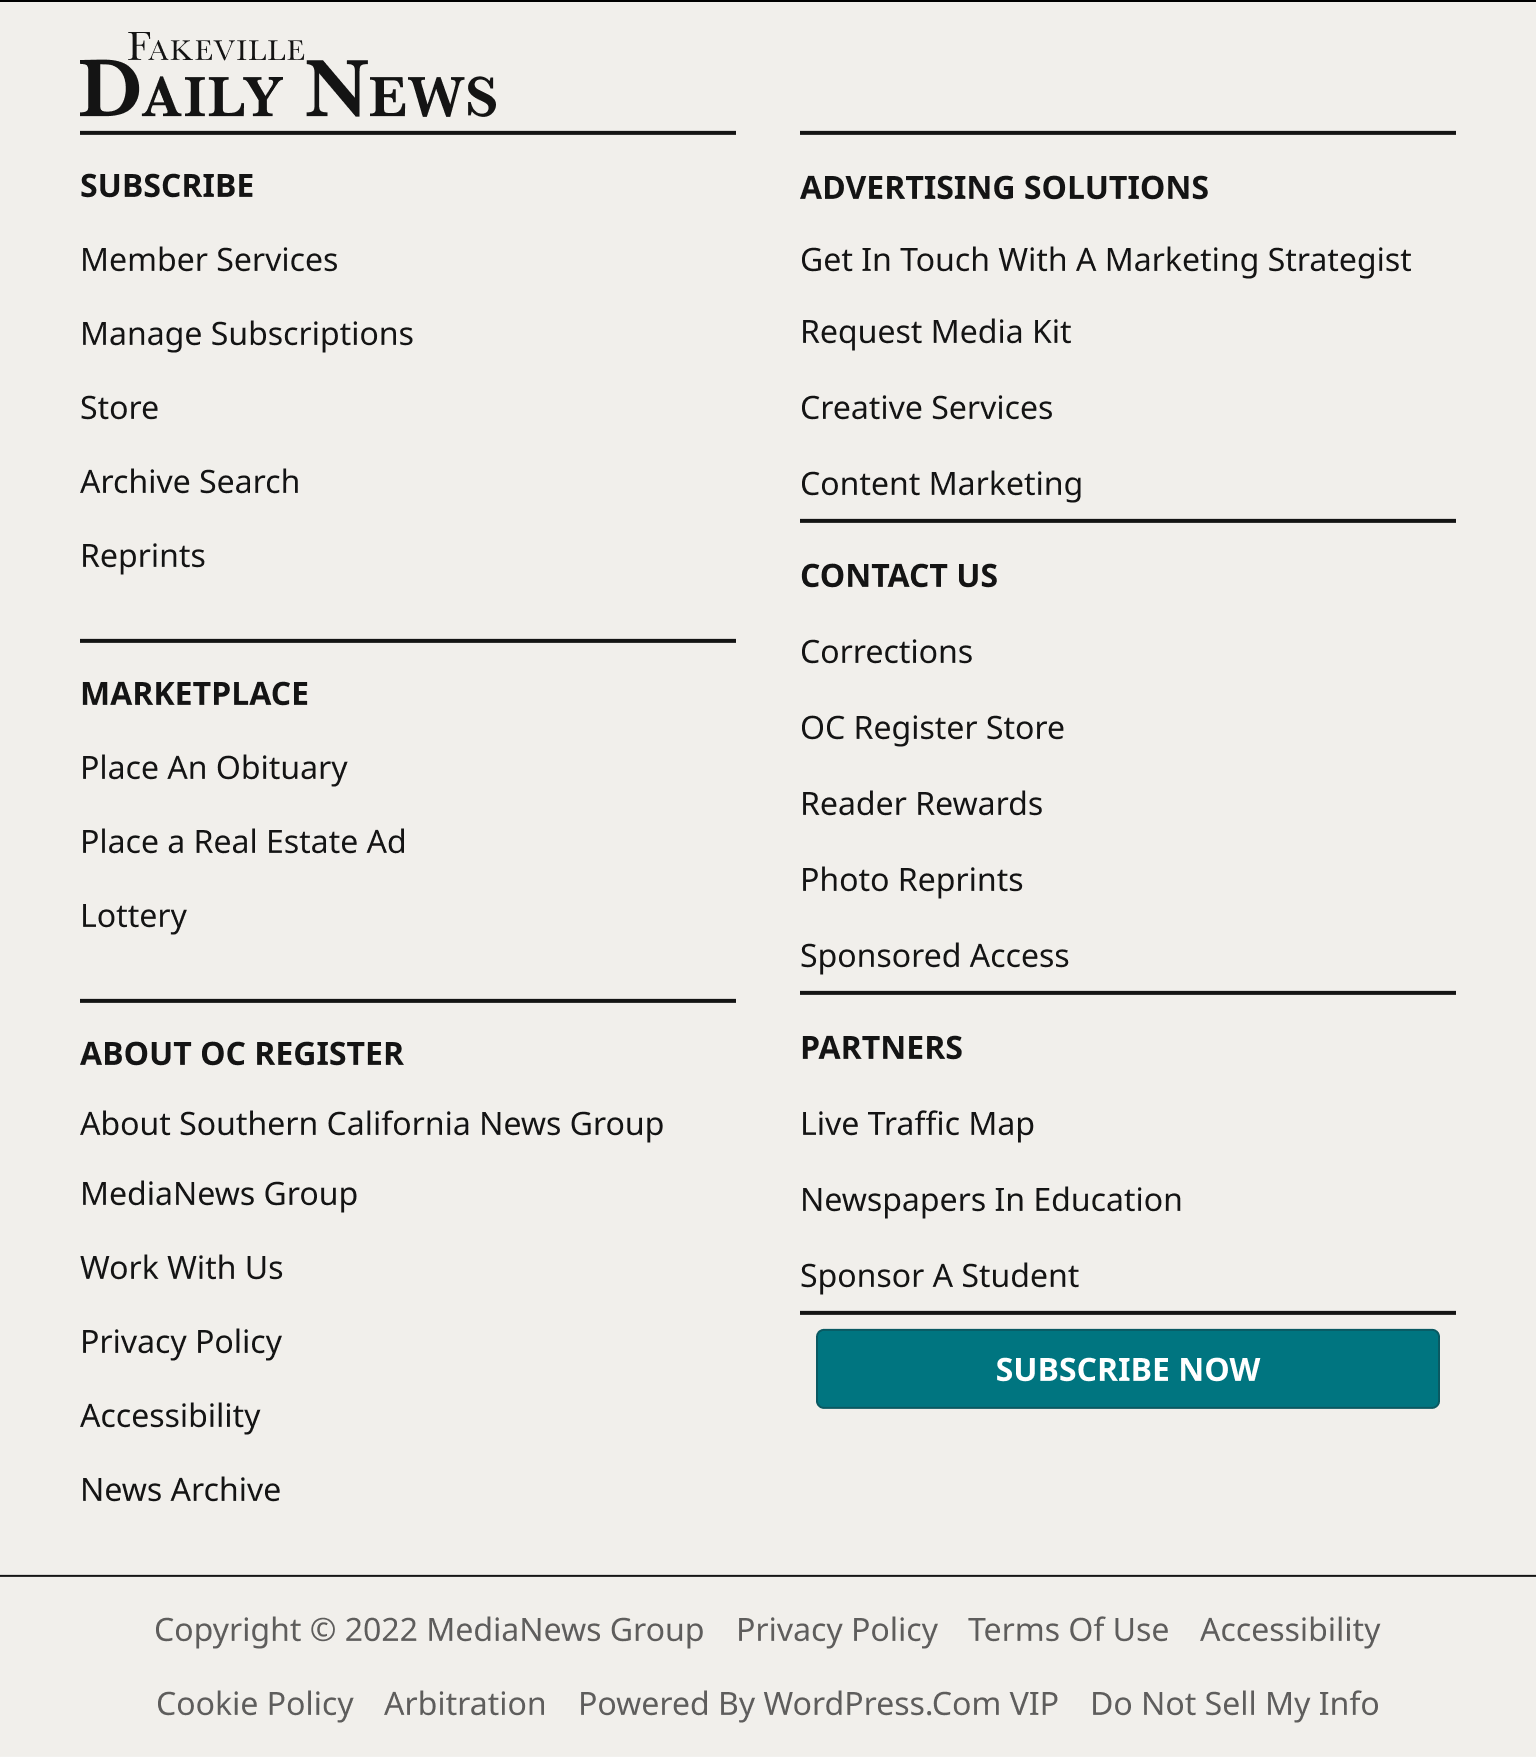 FAKEVILLE
DAILY NEWS
SUBSCRIBE
Member Services
Manage Subscriptions
Store
Archive Search
Reprints
MARKETPLACE
Place An Obituary
Place a Real Estate Ad
Lottery
ABOUT OC REGISTER
About Southern California News Group
MediaNews Group
Work With Us
Privacy Policy
Accessibility
News Archive
ADVERTISING SOLUTIONS
Get In Touch With A Marketing Strategist
Request Media Kit
Creative Services
Content Marketing
CONTACT US
Corrections
OC Register Store
Reader Rewards
Photo Reprints
Sponsored Access
PARTNERS
Live Traffic Map
Newspapers In Education
Sponsor A Student
SUBSCRIBE NOW
Copyright © 2022 MediaNews Group Privacy Policy Terms Of Use Accessibility
Cookie Policy Arbitration Powered By WordPress.Com VIP Do Not Sell My Info